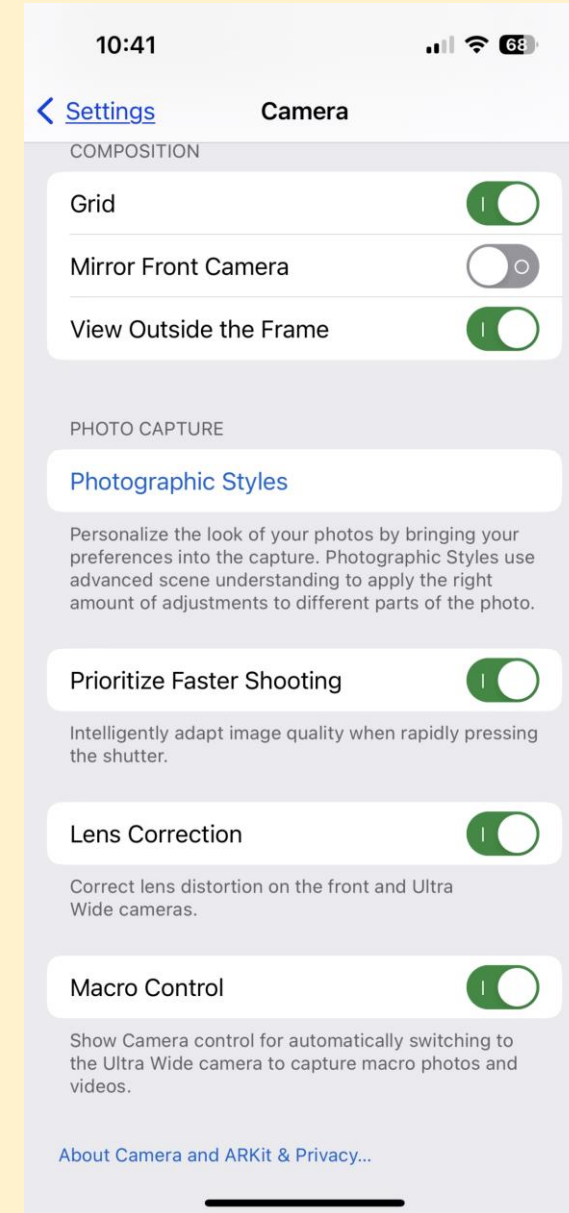 10:41
68
Settings
Camera
COMPOSITION
Grid
Mirror Front Camera
View Outside the Frame
PHOTO CAPTURE
Photographic Styles
Personalize the look of your photos by bringing your
preferences into the capture. Photographic Styles use
advanced scene understanding to apply the right
amount of adjustments to different parts of the photo.
Prioritize Faster Shooting
Intelligently adapt image quality when rapidly pressing
the shutter.
Lens Correction
Correct lens distortion on the front and Ultra
Wide cameras.
Macro Control
Show Camera control for automatically switching to
the Ultra Wide camera to capture macro photos and
videos.
About Camera and ARKit & Privacy...